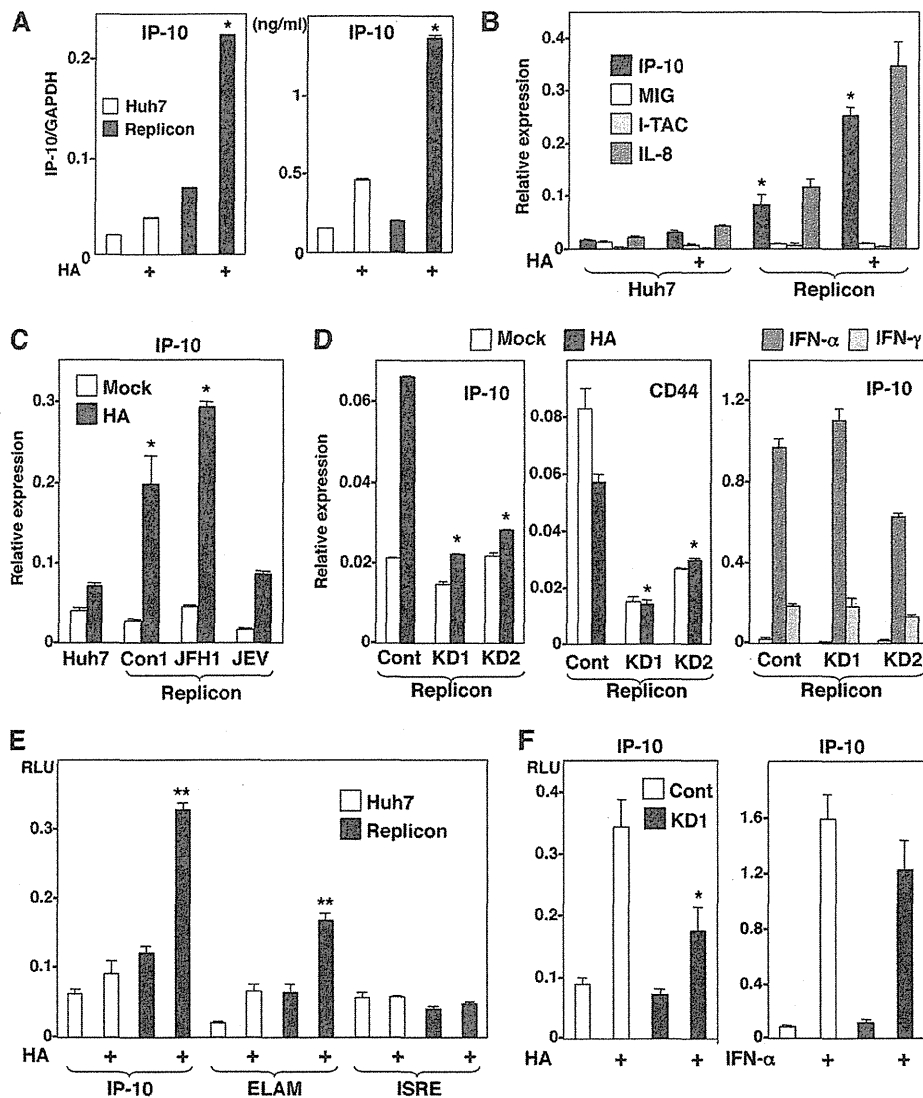 A
IP-10
IP-10/GAPDH
0.2
0.1
0
Huh7
Replicon
*
HA + +
(ng/ml)
IP-10
1
0.5
0
*
+ +
B
Relative expression
0.4
0.3
0.2
0.1
0
IP-10
MIG
I-TAC
IL-8
* *
HA + +
Huh7 Replicon
C
IP-10
Relative expression
0.3
0.2
0.1
0
Mock
HA
* *
Huh7 Con1 JFH1 JEV
Replicon
D
Mock HA
IFN-α IFN-γ
Relative expression
IP-10
0.06
0.04
0.02
0
* *
Cont KD1 KD2
Replicon
CD44
0.08
0.06
0.04
0.02
0
* *
Cont KD1 KD2
Replicon
IP-10
1.2
0.8
0.4
0
Cont KD1 KD2
Replicon
E
RLU
0.3
0.2
0.1
0
Huh7
Replicon
** **
HA + + + + + +
IP-10 ELAM ISRE
F
IP-10
RLU
0.4
0.3
0.2
0.1
0
Cont
KD1
*
HA + +
IP-10
1.6
1.2
0.8
0.4
0
IFN-α + +